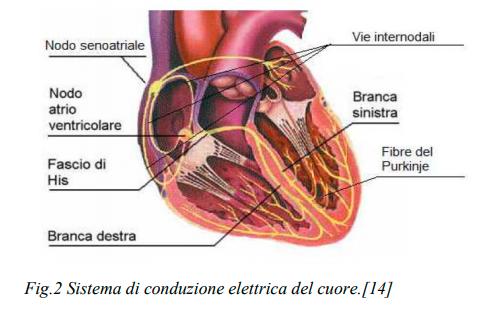 Nodo senoatriale
Vie internodali
Nodo
atrio
ventricolare
Branca
sinistra
Fascio di
His
Fibre del
Purkinje
Branca destra
Fig.2 Sistema di conduzione elettrica del cuore.[14]